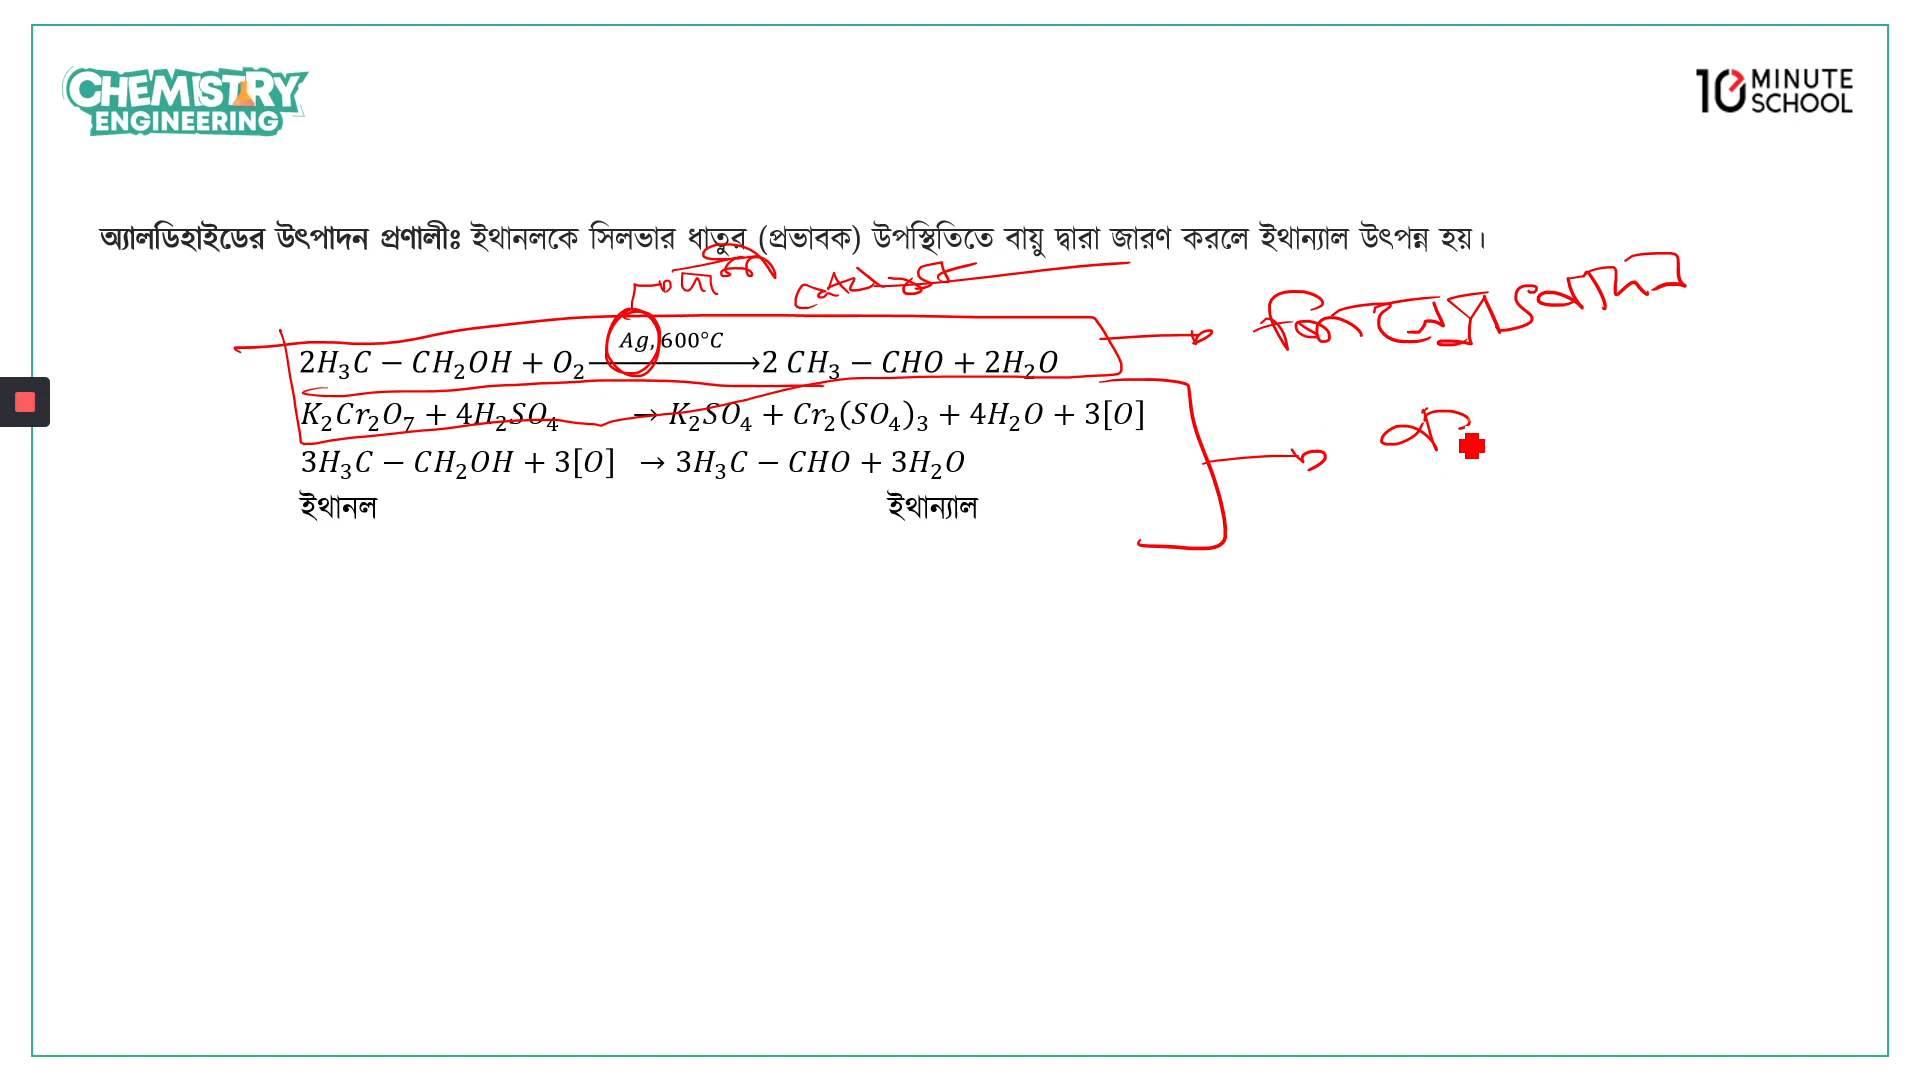 CHEMISTRY
ENGINEERING
10 MINUTE SCHOOL
অ্যালডিহাইডের উৎপাদন প্রণালীঃ ইথানলকে সিলভার ধাতুর (প্রভাবক) উপস্থিতিতে বায়ু দ্বারা জারণ করলে ইথান্যাল উৎপন্ন হয়।
Ag, 600°C
2H₃C − CH₂OH + O₂ ⟶ 2 CH₃ − CHO + 2H₂O
K₂Cr₂O₇ + 4H₂SO₄ → K₂SO₄ + Cr₂(SO₄)₃ + 4H₂O + 3[O]
3H₃C − CH₂OH + 3[O] → 3H₃C − CHO + 3H₂O
ইথানল ইথান্যাল